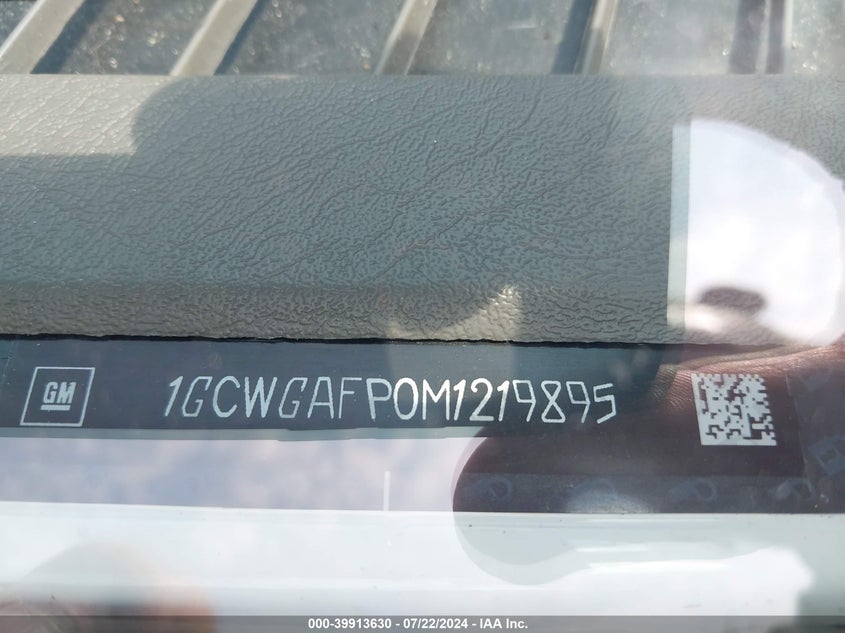 GM 1GCWGAFP0M1219895
000-39913630 - 07/22/2024 - IAA Inc.